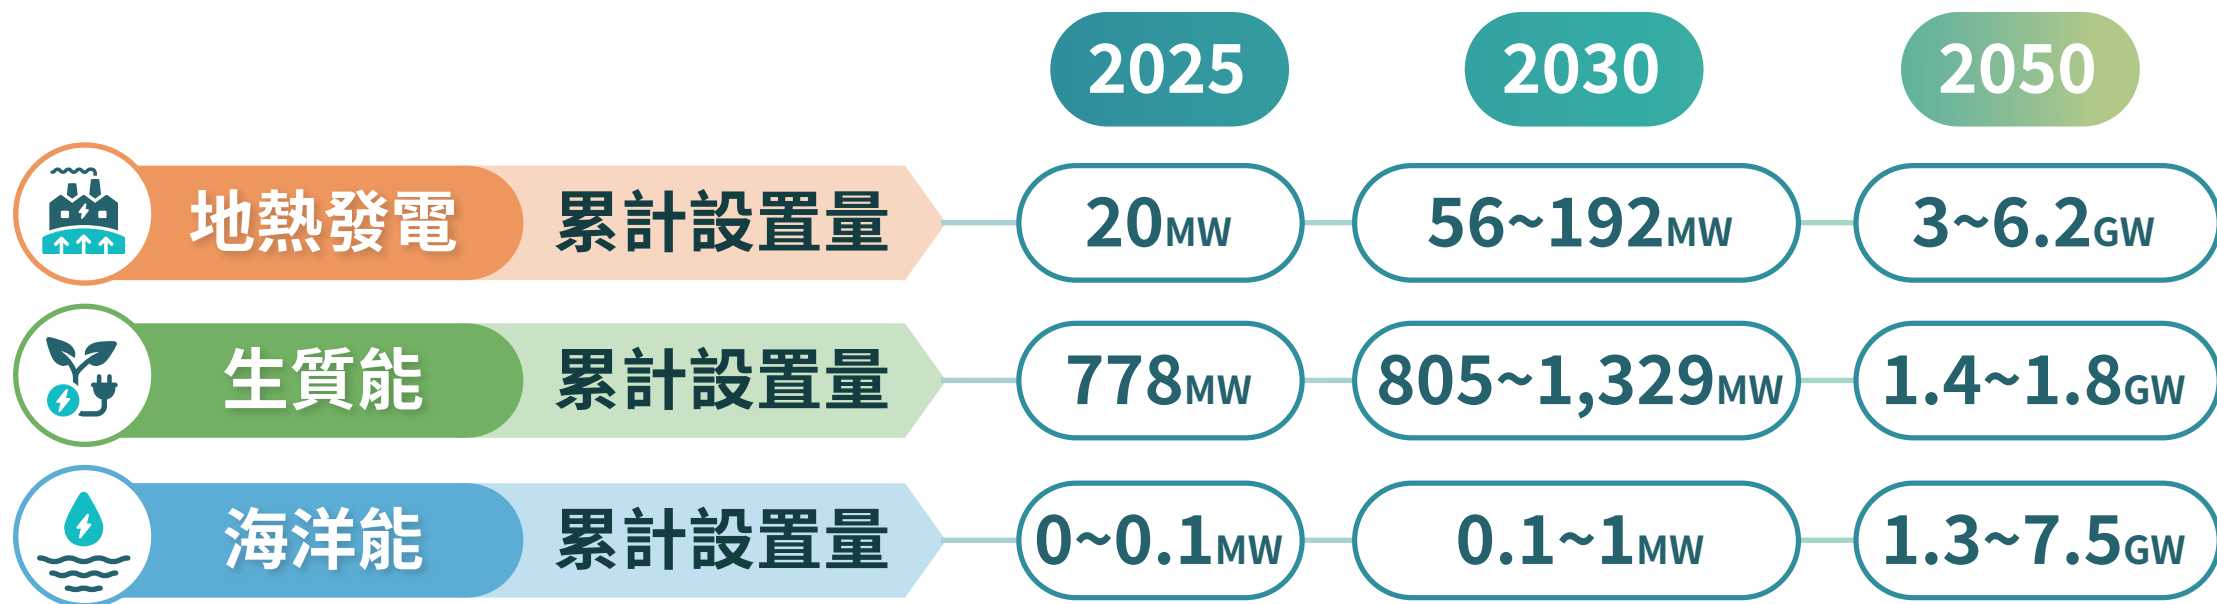 2025 2030 2050
地熱發電 累計設置量 20MW 56~192MW 3~6.2GW
生質能 累計設置量 778MW 805~1,329MW 1.4~1.8GW
海洋能 累計設置量 0~0.1MW 0.1~1MW 1.3~7.5GW